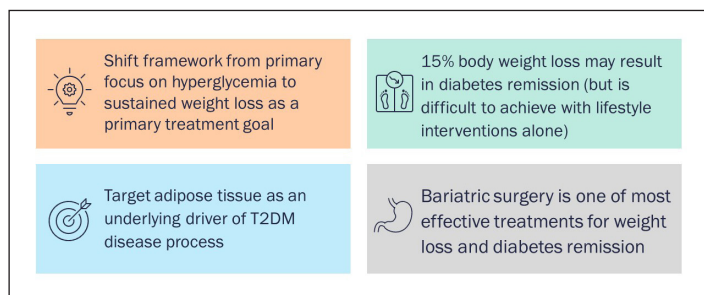 Shift framework from primary
focus on hyperglycemia to
sustained weight loss as a
primary treatment goal
15% body weight loss may result
in diabetes remission (but is
difficult to achieve with lifestyle
interventions alone)
Target adipose tissue as an
underlying driver of T2DM
disease process
Bariatric surgery is one of most
effective treatments for weight
loss and diabetes remission